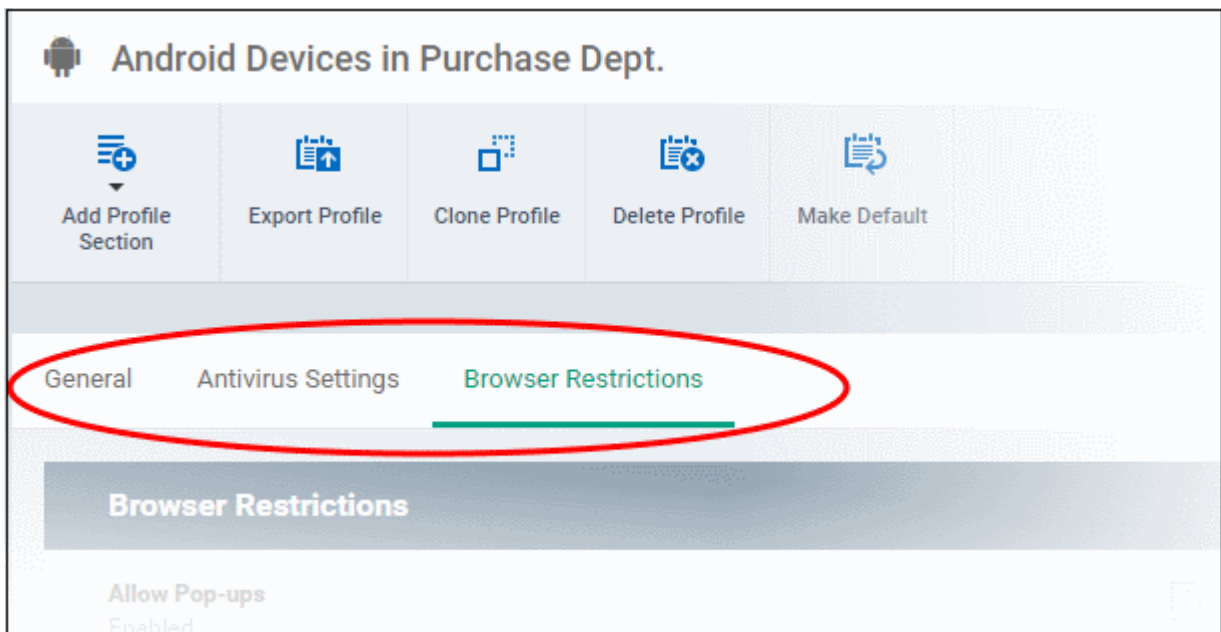 Android Devices in Purchase Dept.
Add Profile
Section
Export Profile
Clone Profile
Delete Profile
Make Default
General
Antivirus Settings
Browser Restrictions
Browser Restrictions
Allow Pop-ups
Enabled